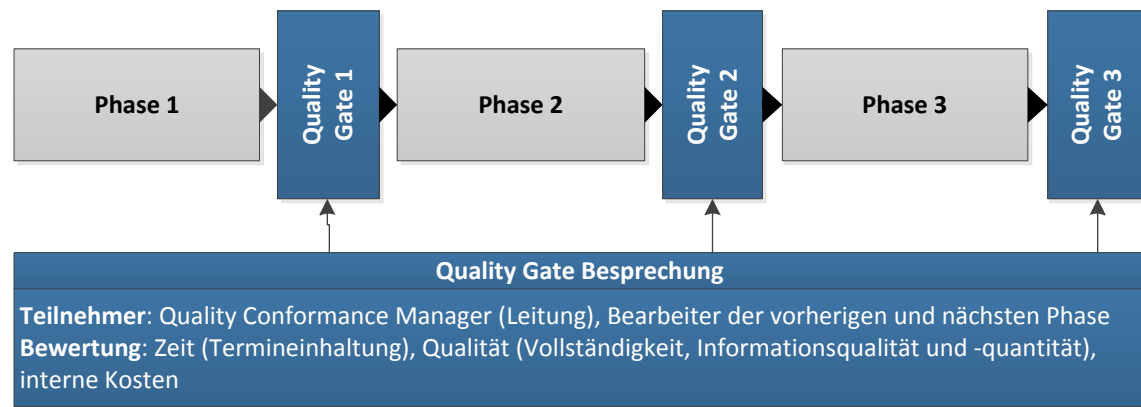 Phase 1
Quality
Gate 1
Phase 2
Quality
Gate 2
Phase 3
Quality
Gate 3
Quality Gate Besprechung
Teilnehmer: Quality Conformance Manager (Leitung), Bearbeiter der vorherigen und nächsten Phase
Bewertung: Zeit (Termineinhaltung), Qualität (Vollständigkeit, Informationsqualität und -quantität),
interne Kosten